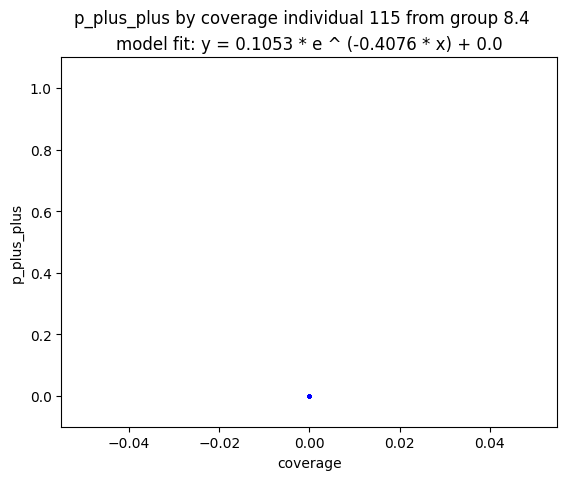 p_plus_plus by coverage individual 115 from group 8.4
model fit: y = 0.1053 * e ^ (-0.4076 * x) + 0.0
1.0
0.8
0.6
0.4
0.2
0.0
p_plus_plus
−0.04 −0.02 0.00 0.02 0.04
coverage